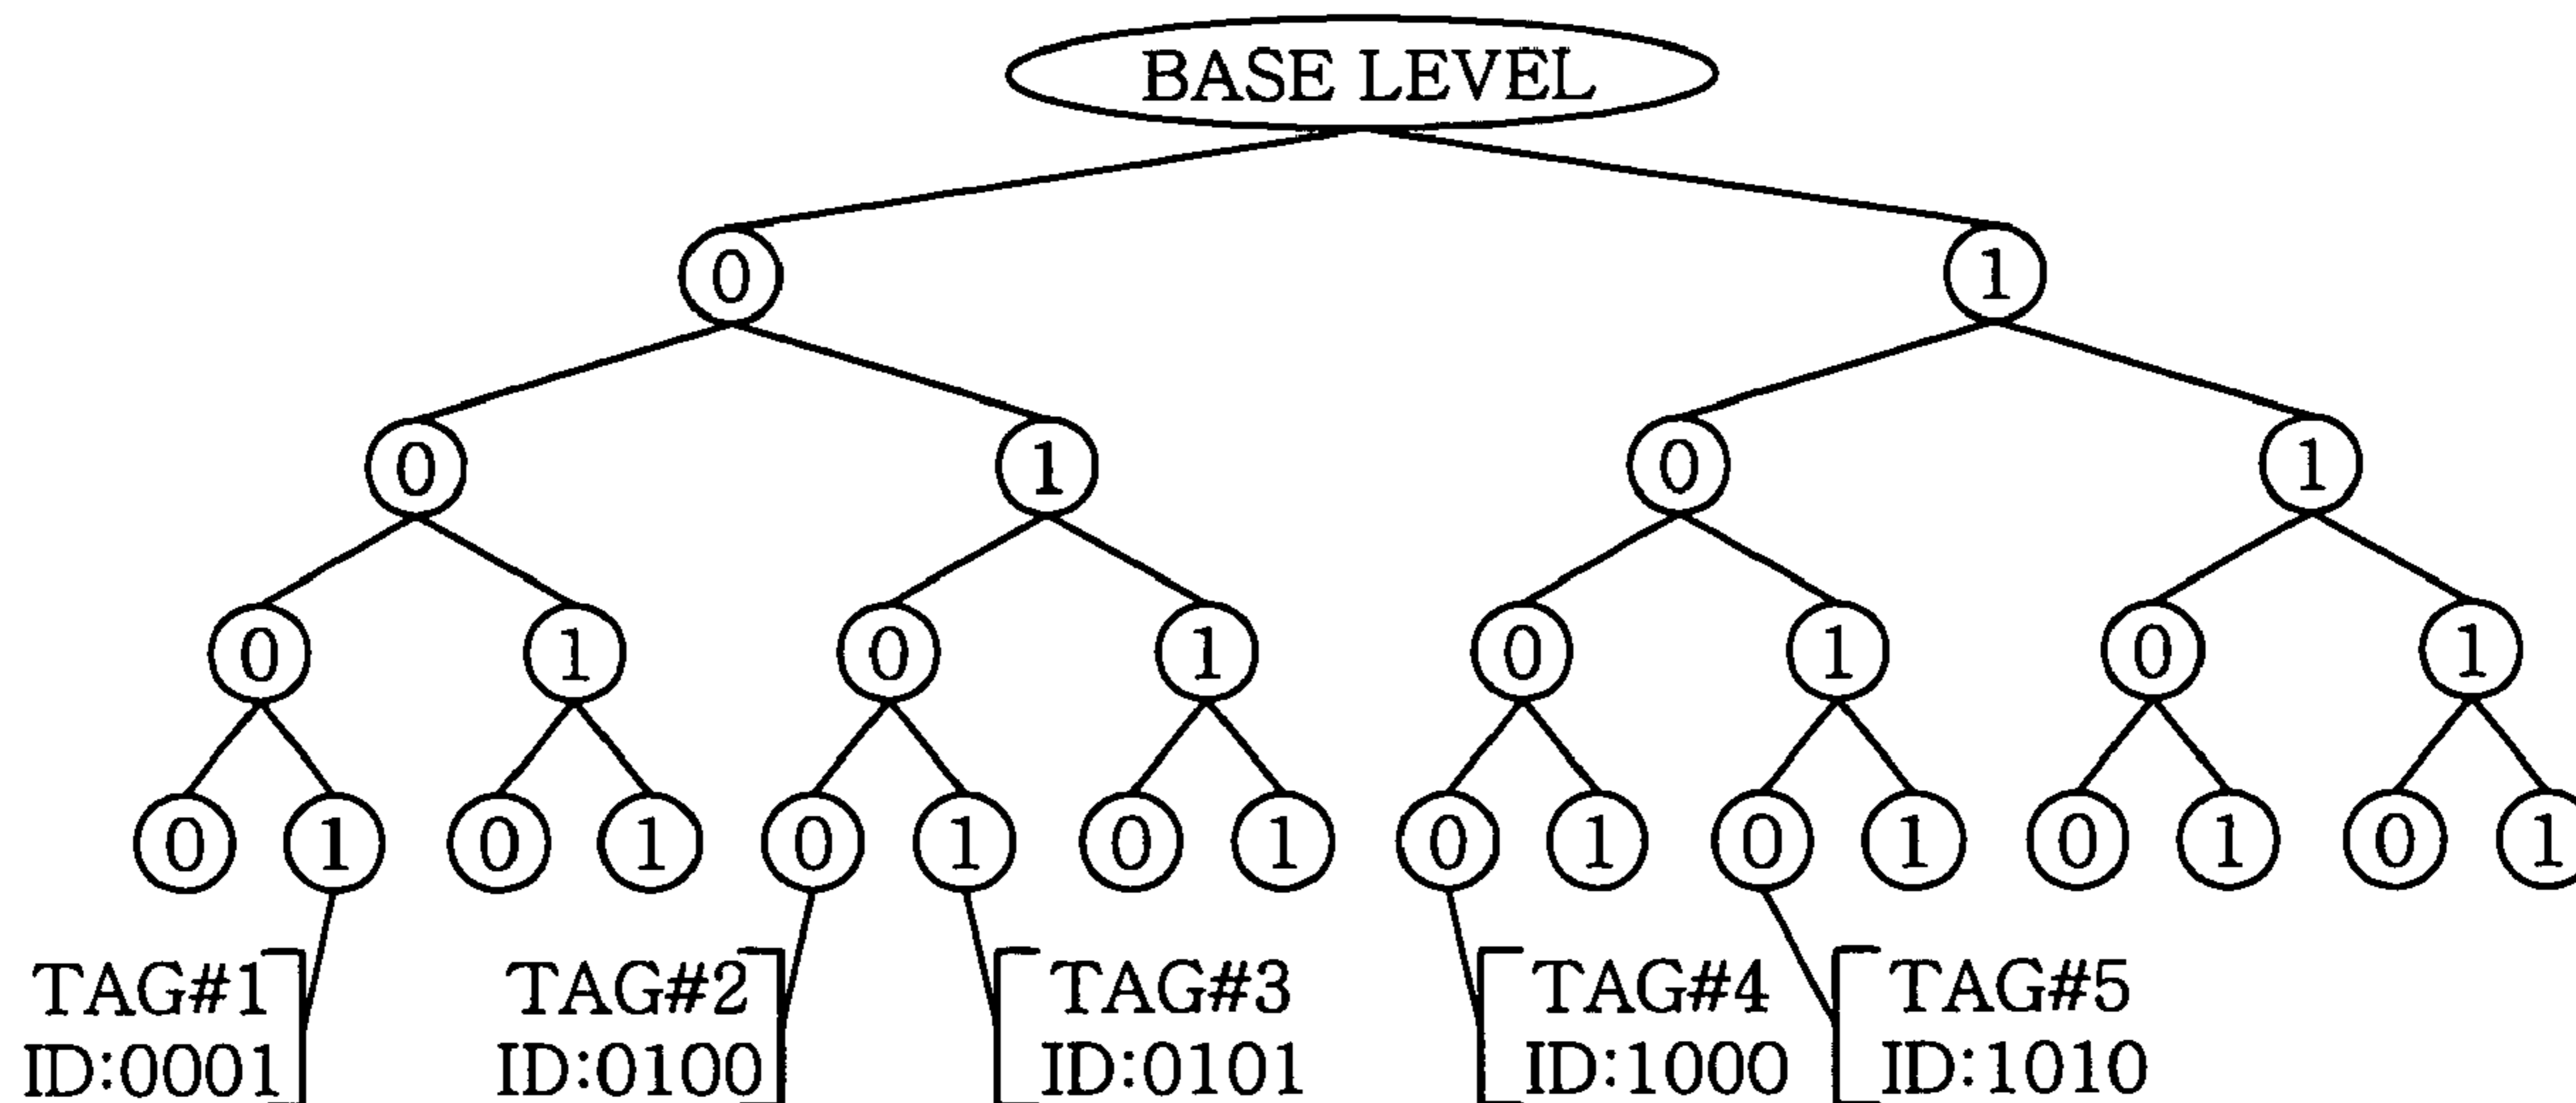 BASE LEVEL
0 1
0 1 0 1
0 1 0 1 0 1 0 1
0 1 0 1 0 1 0 1 0 1 0 1 0 1 0 1
TAG#1 TAG#2 TAG#3 TAG#4 TAG#5
ID:0001 ID:0100 ID:0101 ID:1000 ID:1010